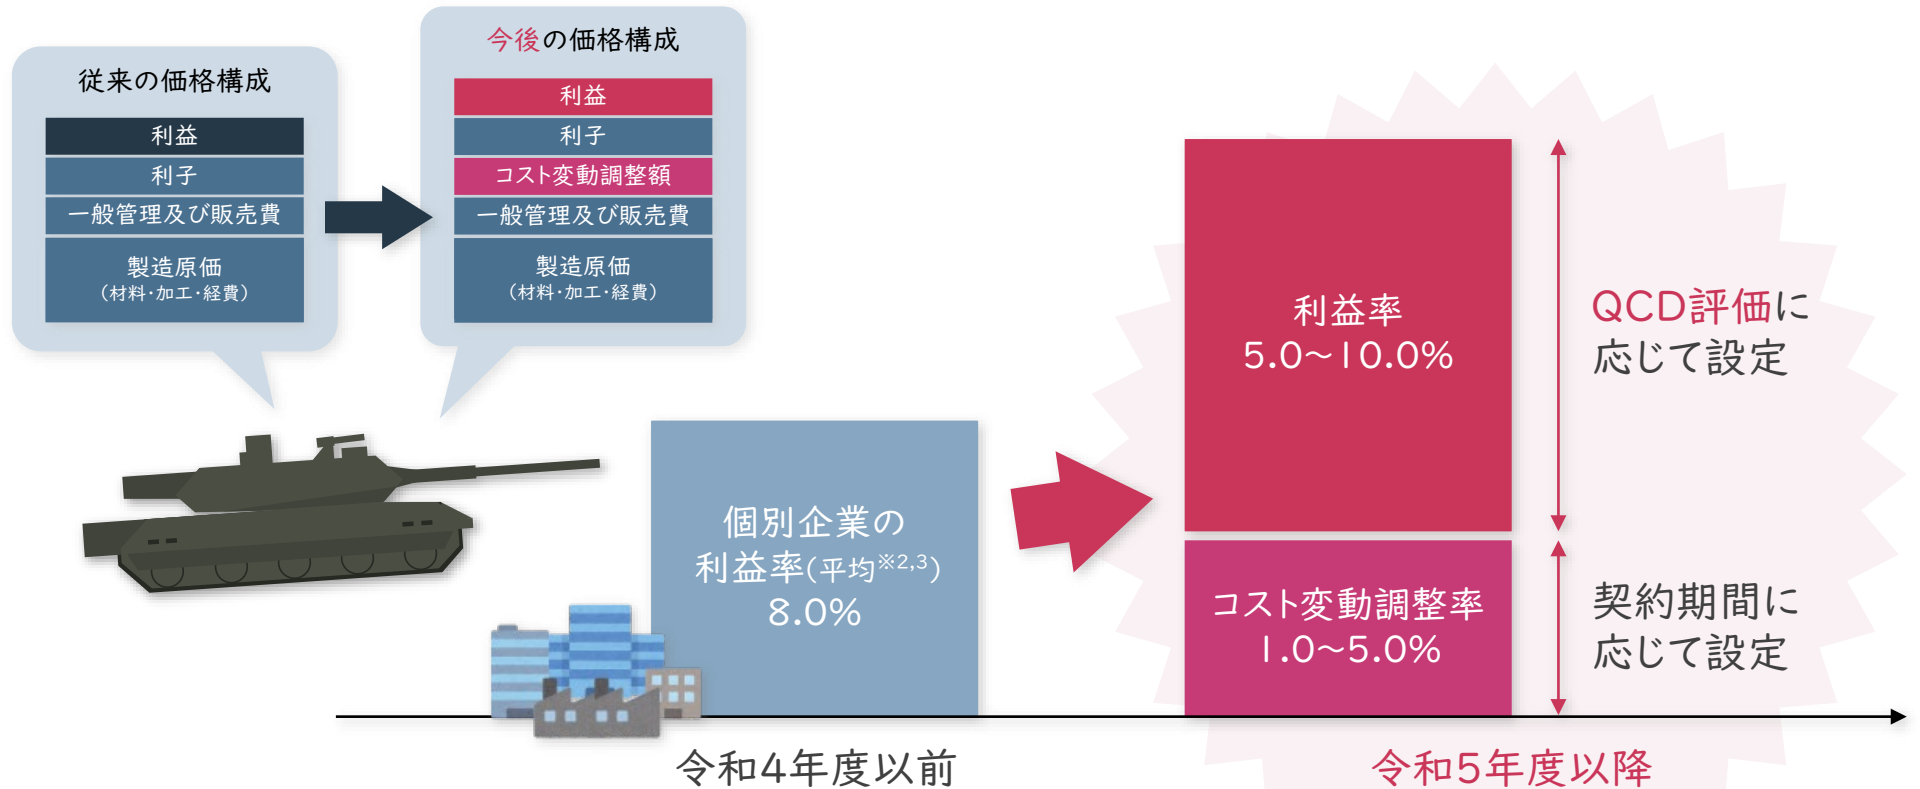 従来の価格構成
利益
利子
一般管理及び販売費
製造原価
(材料・加工・経費)
今後の価格構成
利益
利子
コスト変動調整額
一般管理及び販売費
製造原価
(材料・加工・経費)
個別企業の
利益率(平均※2,3)
8.0%
利益率
5.0~10.0%
コスト変動調整率
1.0~5.0%
QCD評価に
応じて設定
契約期間に
応じて設定
令和4年度以前
令和5年度以降